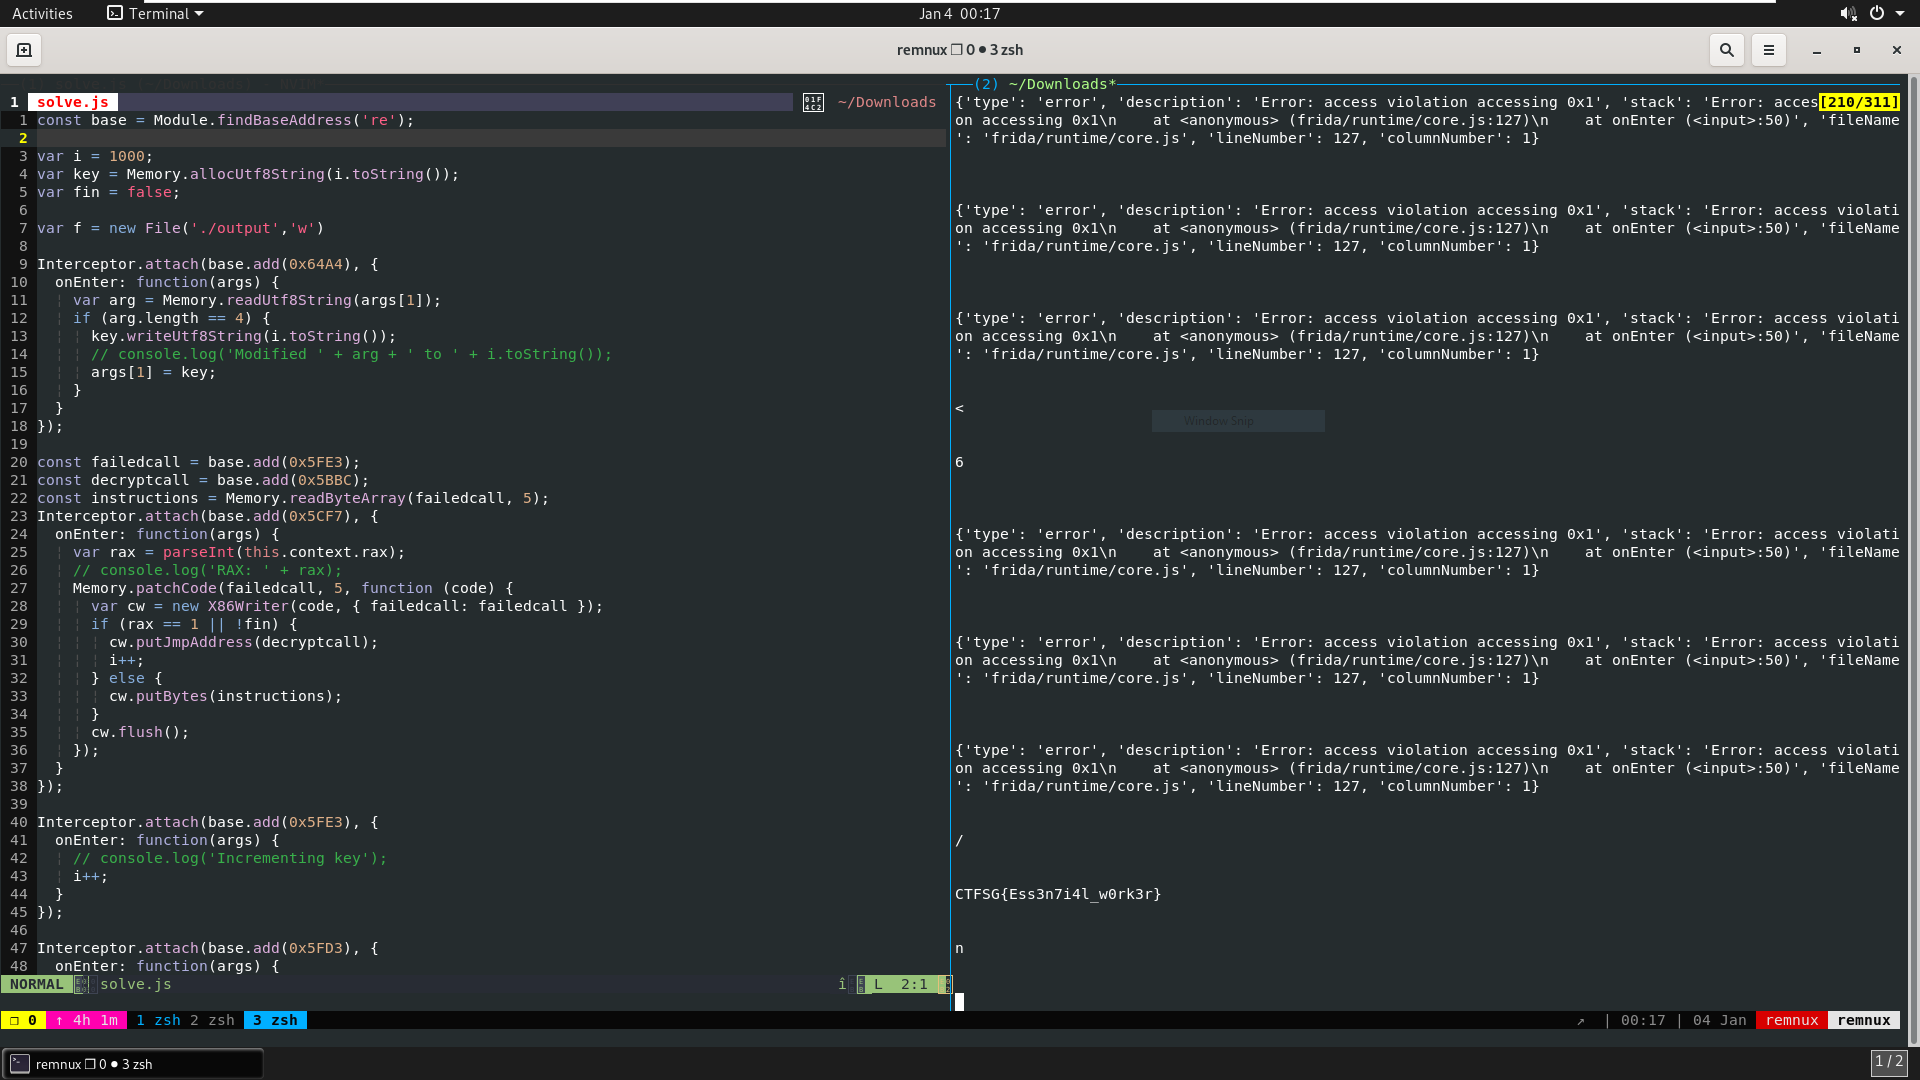 Activities
Terminal
Jan 4 00:17
remnux ❐ 0 ● 3 zsh
1 solve.js ~/Downloads
1 const base = Module.findBaseAddress('re');
2
3 var i = 1000;
4 var key = Memory.allocUtf8String(i.toString());
5 var fin = false;
6
7 var f = new File('./output','w')
8
9 Interceptor.attach(base.add(0x64A4), {
10 onEnter: function(args) {
11 var arg = Memory.readUtf8String(args[1]);
12 if (arg.length == 4) {
13 key.writeUtf8String(i.toString());
14 // console.log('Modified ' + arg + ' to ' + i.toString());
15 args[1] = key;
16 }
17 }
18 });
19
20 const failedcall = base.add(0x5FE3);
21 const decryptcall = base.add(0x5BBC);
22 const instructions = Memory.readByteArray(failedcall, 5);
23 Interceptor.attach(base.add(0x5CF7), {
24 onEnter: function(args) {
25 var rax = parseInt(this.context.rax);
26 // console.log('RAX: ' + rax);
27 Memory.patchCode(failedcall, 5, function (code) {
28 var cw = new X86Writer(code, { failedcall: failedcall });
29 if (rax == 1 || !fin) {
30 cw.putJmpAddress(decryptcall);
31 i++;
32 } else {
33 cw.putBytes(instructions);
34 }
35 cw.flush();
36 });
37 }
38 });
39
40 Interceptor.attach(base.add(0x5FE3), {
41 onEnter: function(args) {
42 // console.log('Incrementing key');
43 i++;
44 }
45 });
46
47 Interceptor.attach(base.add(0x5FD3), {
48 onEnter: function(args) {
NORMAL solve.js L 2:1
(2) ~/Downloads*
{'type': 'error', 'description': 'Error: access violation accessing 0x1', 'stack': 'Error: acces[210/311]
on accessing 0x1\n    at <anonymous> (frida/runtime/core.js:127)\n    at onEnter (<input>:50)', 'fileName
': 'frida/runtime/core.js', 'lineNumber': 127, 'columnNumber': 1}
{'type': 'error', 'description': 'Error: access violation accessing 0x1', 'stack': 'Error: access violati
on accessing 0x1\n    at <anonymous> (frida/runtime/core.js:127)\n    at onEnter (<input>:50)', 'fileName
': 'frida/runtime/core.js', 'lineNumber': 127, 'columnNumber': 1}
{'type': 'error', 'description': 'Error: access violation accessing 0x1', 'stack': 'Error: access violati
on accessing 0x1\n    at <anonymous> (frida/runtime/core.js:127)\n    at onEnter (<input>:50)', 'fileName
': 'frida/runtime/core.js', 'lineNumber': 127, 'columnNumber': 1}
<
Window Snip
6
{'type': 'error', 'description': 'Error: access violation accessing 0x1', 'stack': 'Error: access violati
on accessing 0x1\n    at <anonymous> (frida/runtime/core.js:127)\n    at onEnter (<input>:50)', 'fileName
': 'frida/runtime/core.js', 'lineNumber': 127, 'columnNumber': 1}
{'type': 'error', 'description': 'Error: access violation accessing 0x1', 'stack': 'Error: access violati
on accessing 0x1\n    at <anonymous> (frida/runtime/core.js:127)\n    at onEnter (<input>:50)', 'fileName
': 'frida/runtime/core.js', 'lineNumber': 127, 'columnNumber': 1}
{'type': 'error', 'description': 'Error: access violation accessing 0x1', 'stack': 'Error: access violati
on accessing 0x1\n    at <anonymous> (frida/runtime/core.js:127)\n    at onEnter (<input>:50)', 'fileName
': 'frida/runtime/core.js', 'lineNumber': 127, 'columnNumber': 1}
/
CTFSG{Ess3n7i4l_w0rk3r}
n
❐ 0 ↑ 4h 1m 1 zsh 2 zsh 3 zsh ↗ | 00:17 | 04 Jan remnux remnux
remnux ❐ 0 ● 3 zsh
1 / 2